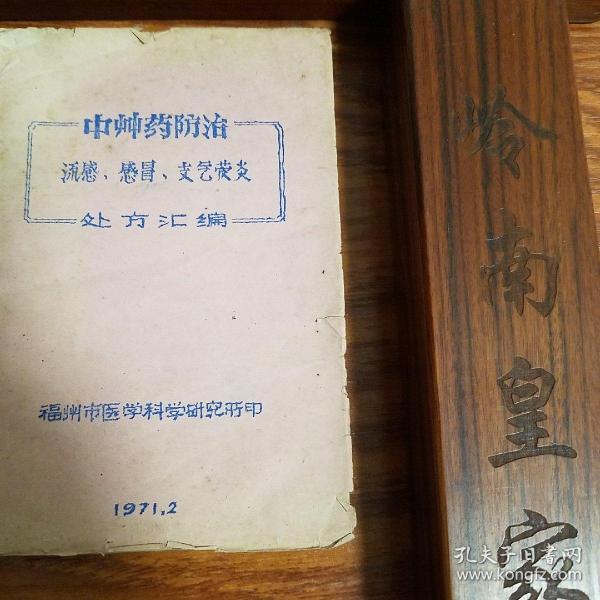 中艸药防治
流感、感冒、支气管炎
处方汇编
福州市医学科学研究所印
1971.2
岭南皇家
孔夫子旧书网
www.kongfz.com